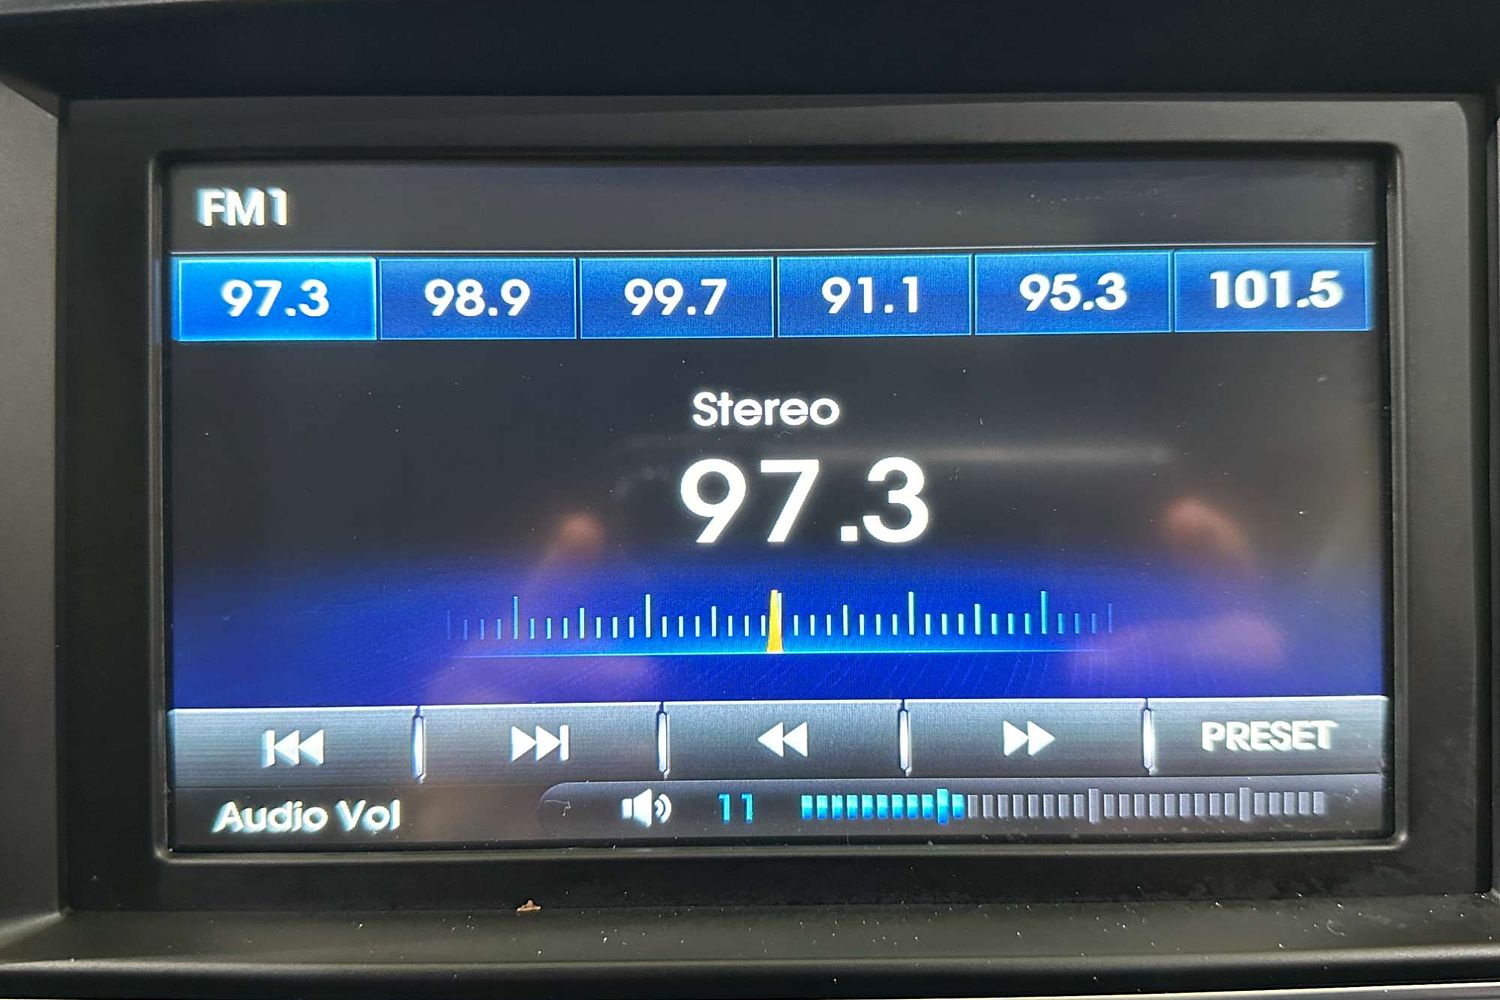 FM1
97.3 98.9 99.7 91.1 95.3 101.5
Stereo
97.3
PRESET
Audio Vol 11